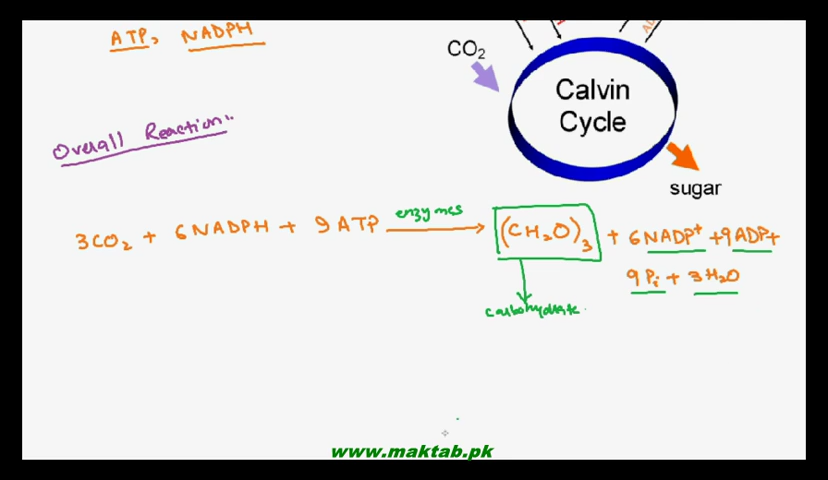 ATP, NADPH
CO₂
Calvin
Cycle
sugar
Overall Reaction:
3CO₂ + 6NADPH + 9ATP enzymes → (CH₂O)₃ + 6NADP⁺ + 9ADP +
9Pᵢ + 3H₂O
carbohydrate
www.maktab.pk